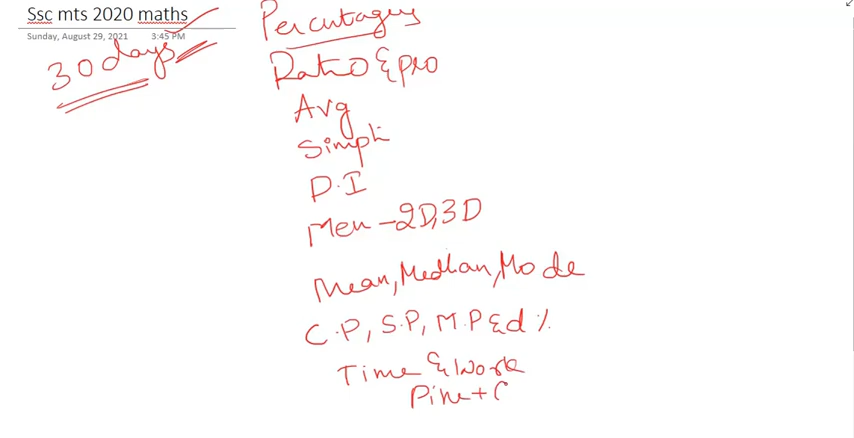 Ssc mts 2020 maths
Sunday, August 29, 2021 3:45 PM
30 days
Percentages
Ratio & pro
Avg
Simpli
D.I
Men - 2D, 3D
Mean, Median, Mode
C.P, S.P, M.P & d %
Time & Work
Pipe + C